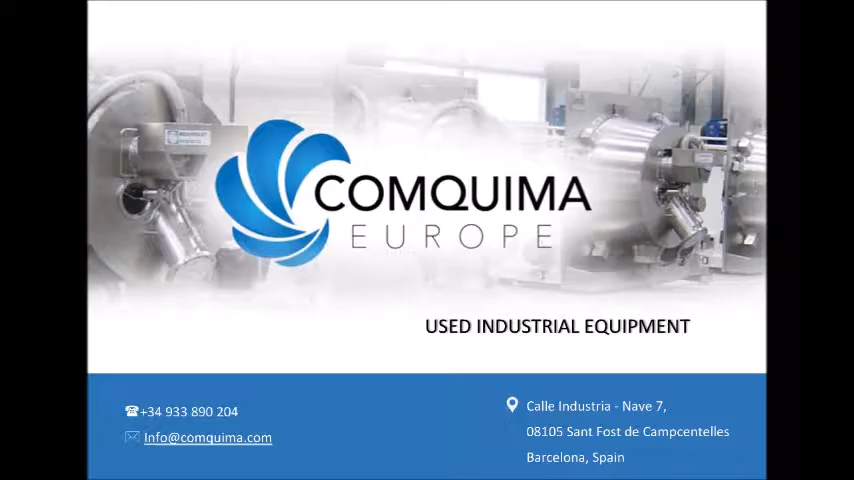 COMQUIMA
EUROPE
USED INDUSTRIAL EQUIPMENT
☎+34 933 890 204
✉ Info@comquima.com
Calle Industria - Nave 7,
08105 Sant Fost de Campcentelles
Barcelona, Spain